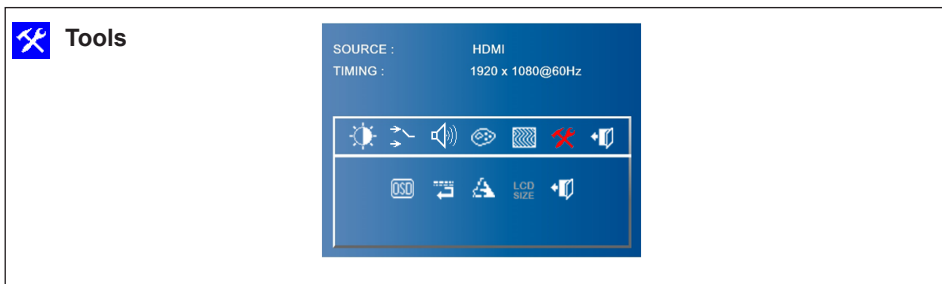 Tools
SOURCE : HDMI
TIMING : 1920 x 1080@60Hz
OSD
LCD
SIZE